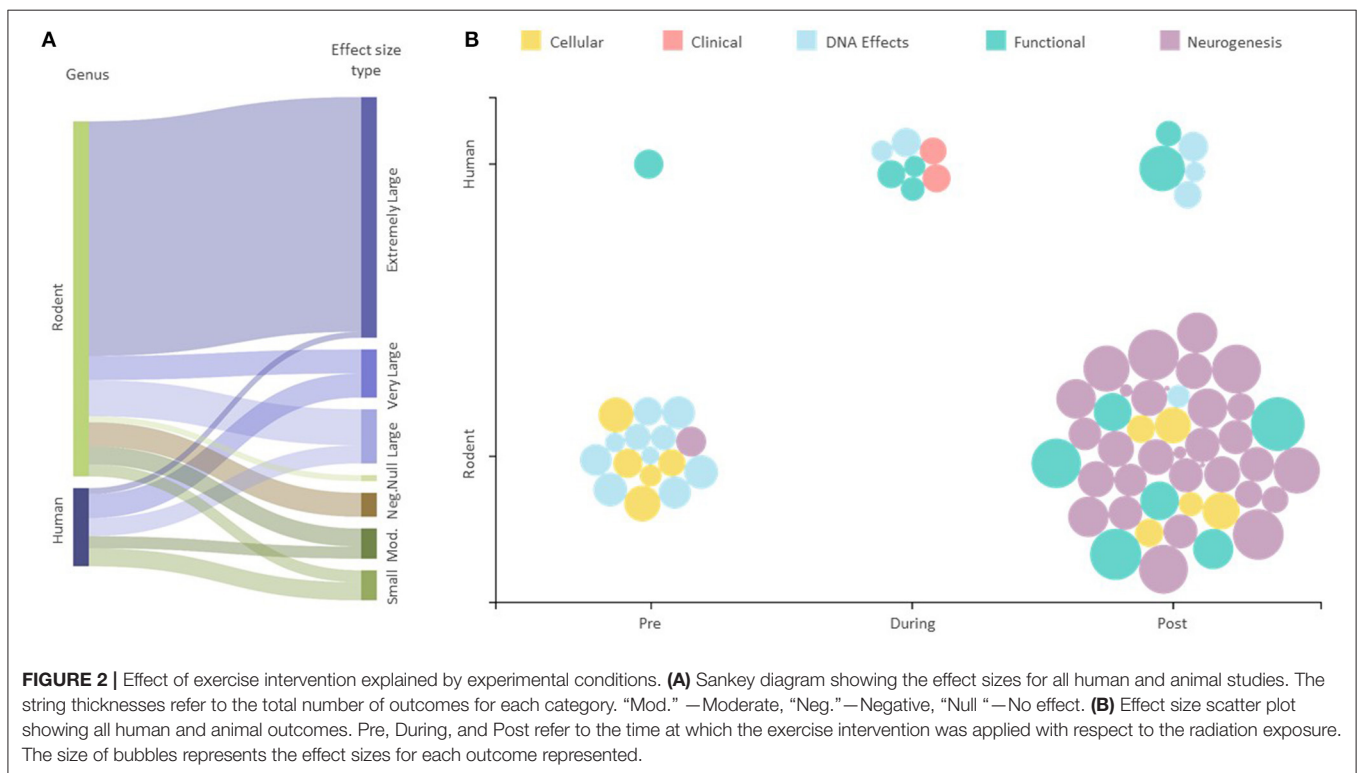 A
Genus
Effect size
type
Rodent
Human
Extremely Large
Very Large
Large
Null
Neg.
Mod.
Small
B
Cellular
Clinical
DNA Effects
Functional
Neurogenesis
Human
Rodent
Pre
During
Post
FIGURE 2 | Effect of exercise intervention explained by experimental conditions. (A) Sankey diagram showing the effect sizes for all human and animal studies. The
string thicknesses refer to the total number of outcomes for each category. “Mod.” —Moderate, “Neg.”—Negative, “Null “—No effect. (B) Effect size scatter plot
showing all human and animal outcomes. Pre, During, and Post refer to the time at which the exercise intervention was applied with respect to the radiation exposure.
The size of bubbles represents the effect sizes for each outcome represented.